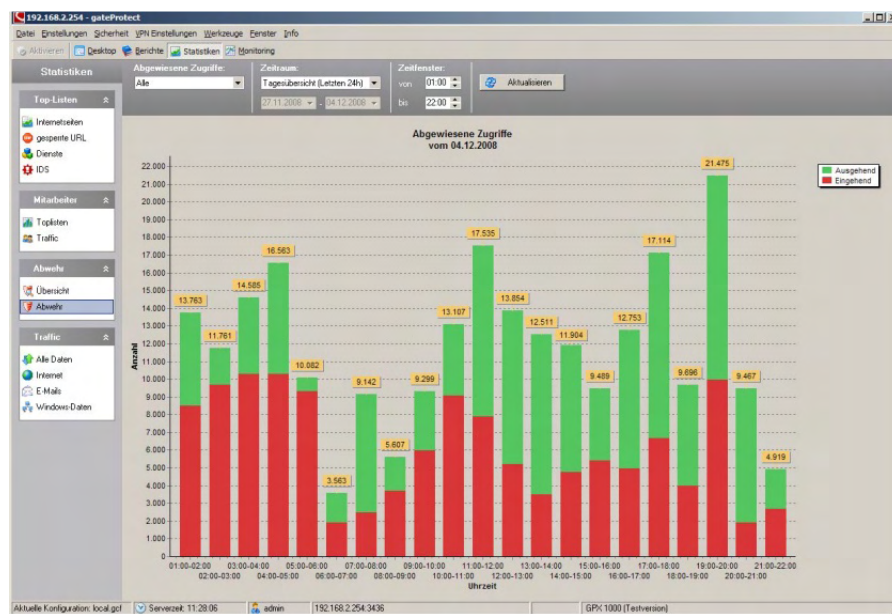 192.168.2.254 - gateProtect
Datei Einstellungen Sicherheit VPN Einstellungen Werkzeuge Fenster Info
Aktivieren Desktop Berichte Statistiken Monitoring
Statistiken
Abgewiesene Zugriffe: Zeitraum: Zeitfenster:
Alle Tagesübersicht (Letzten 24h) von 01:00 Aktualisieren
27.11.2008 - 04.12.2008 bis 22:00
Top-Listen
Internetseiten
gesperrte URL
Dienste
IDS
Mitarbeiter
Toplisten
Traffic
Abwehr
Übersicht
Abwehr
Traffic
Alle Daten
Internet
E-Mails
Windows-Daten
Abgewiesene Zugriffe
vom 04.12.2008
Ausgehend
Eingehend
Anzahl
22.000
21.000
20.000
19.000
18.000
17.000
16.000
15.000
14.000
13.000
12.000
11.000
10.000
9.000
8.000
7.000
6.000
5.000
4.000
3.000
2.000
1.000
0
13.763
11.761
14.585
16.563
10.082
3.563
9.142
5.607
9.299
13.107
17.535
13.854
12.511
11.904
9.489
12.753
17.114
9.696
21.475
9.467
4.919
01:00-02:00 03:00-04:00 05:00-06:00 07:00-08:00 09:00-10:00 11:00-12:00 13:00-14:00 15:00-16:00 17:00-18:00 19:00-20:00 21:00-22:00
02:00-03:00 04:00-05:00 06:00-07:00 08:00-09:00 10:00-11:00 12:00-13:00 14:00-15:00 16:00-17:00 18:00-19:00 20:00-21:00
Uhrzeit
Aktuelle Konfiguration: local.gcf Serverzeit: 11:28:06 admin 192.168.2.254:3436 GPX 1000 (Testversion)